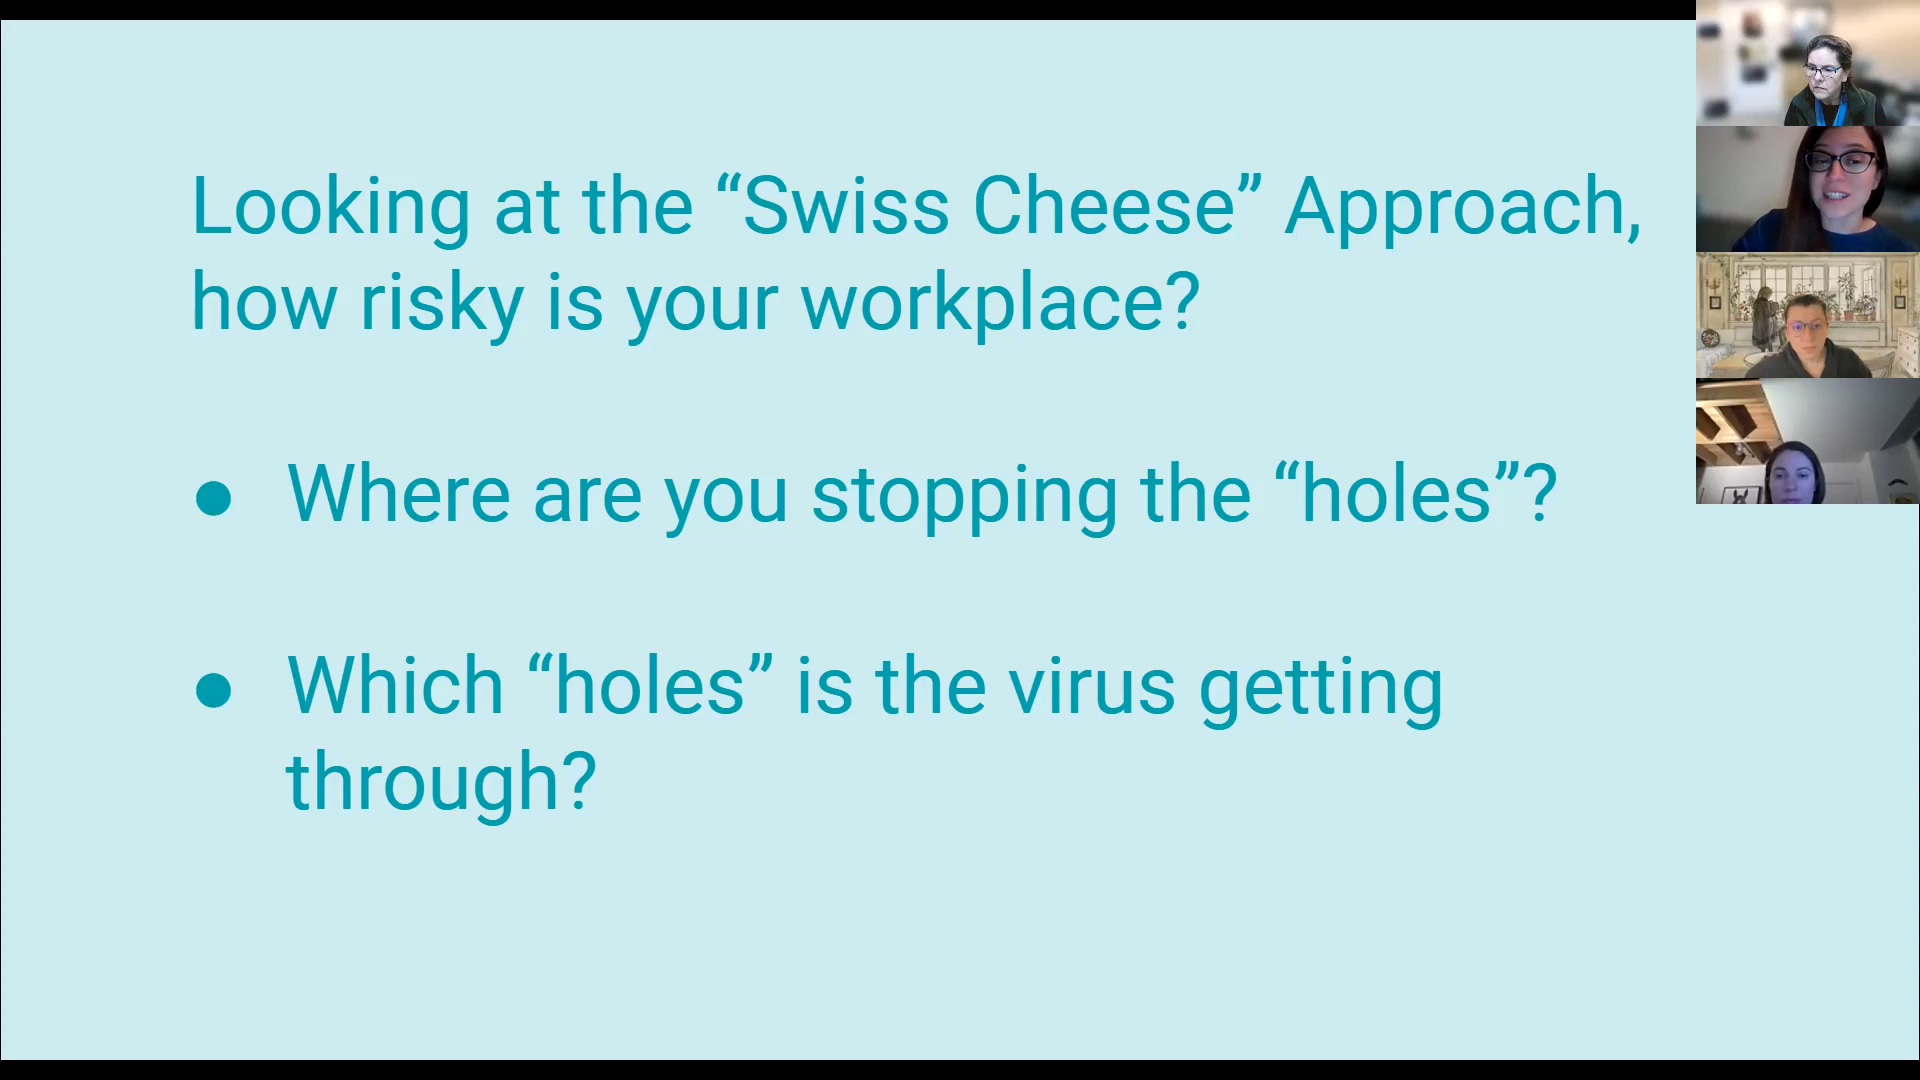 Looking at the “Swiss Cheese” Approach,
how risky is your workplace?
● Where are you stopping the “holes”?
● Which “holes” is the virus getting
through?